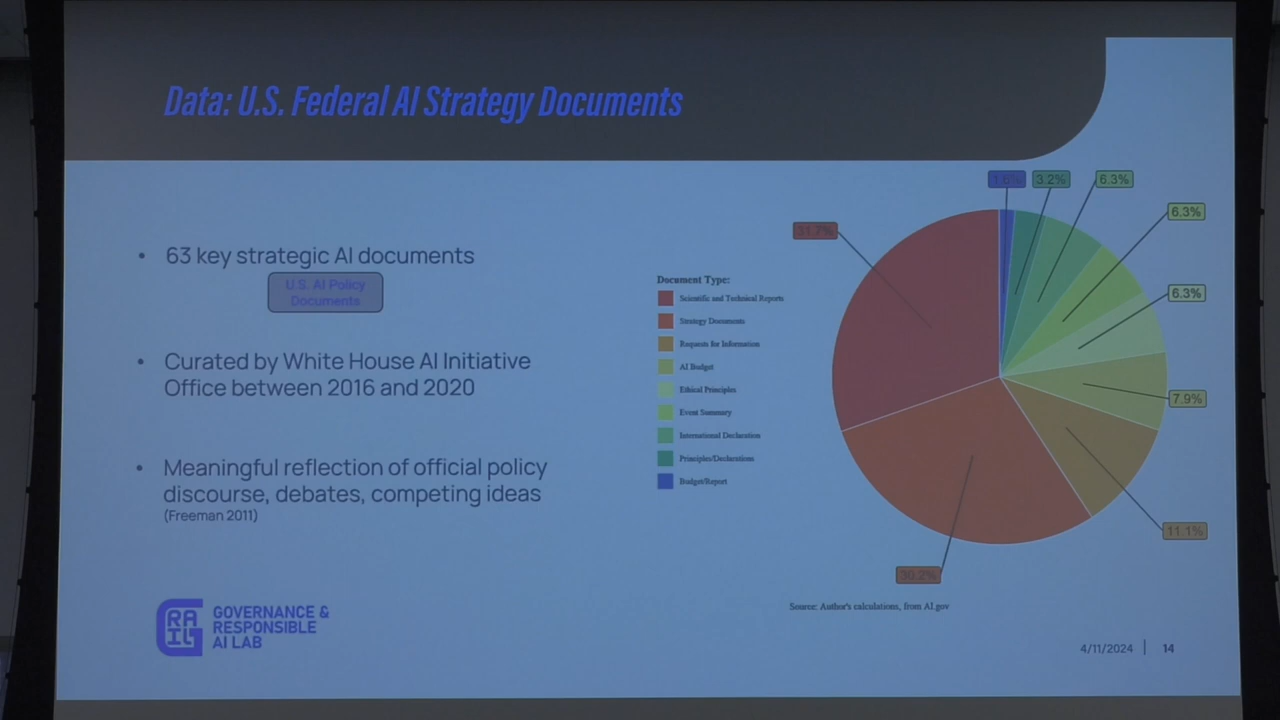 Data: U.S. Federal AI Strategy Documents
• 63 key strategic AI documents
U.S. AI Policy
Documents
• Curated by White House AI Initiative
Office between 2016 and 2020
• Meaningful reflection of official policy
discourse, debates, competing ideas
(Freeman 2011)
Document Type:
Scientific and Technical Reports
Strategy Documents
Requests for Information
AI Budget
Ethical Principles
Event Summary
International Declaration
Principles/Declarations
Budget/Report
31.7%
1.6%
3.2%
6.3%
6.3%
6.3%
7.9%
11.1%
30.2%
Source: Author's calculations, from AI.gov
RAIL
GOVERNANCE &
RESPONSIBLE
AI LAB
4/11/2024 | 14